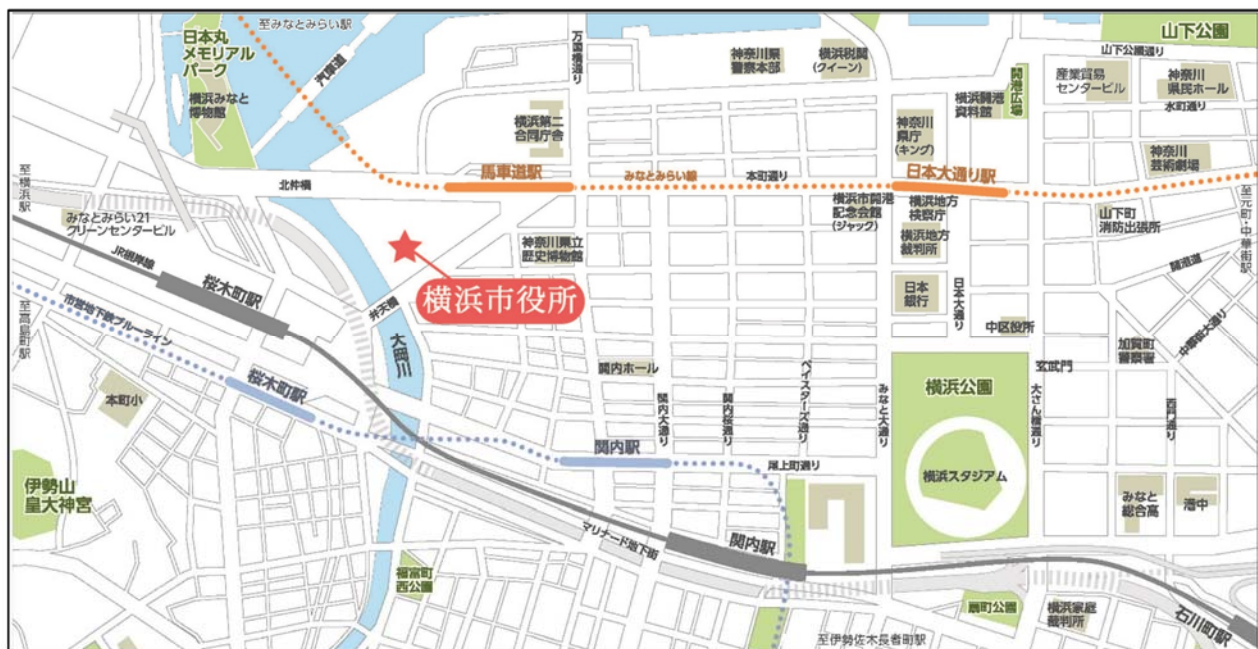 至みなとみらい駅
日本丸
メモリアル
パーク
汽車道
横浜みなと
博物館
万国橋通り
神奈川県
警察本部
横浜税関
(クイーン)
山下公園
山下公園通り
開港広場
産業貿易
センタービル
神奈川
県民ホール
水町通り
横浜第二
合同庁舎
横浜開港
資料館
神奈川
県庁
(キング)
神奈川
芸術劇場
至横浜駅
北仲橋
馬車道駅
みなとみらい線
本町通り
日本大通り駅
至元町・中華街駅
みなとみらい21
クリーンセンタービル
神奈川県立
歴史博物館
横浜市開港
記念会館
(ジャック)
横浜地方
検察庁
横浜地方
裁判所
山下町
消防出張所
開港道
JR根岸線
桜木町駅
横浜市役所
弁天橋
大岡川
日本
銀行
日本大通り
中区役所
加賀町
警察署
中華街大通り
至高島町駅
市営地下鉄ブルーライン
桜木町駅
本町小
関内ホール
関内大通り
関内桜通り
ベイスターズ通り
みなと大通り
横浜公園
玄武門
大さん橋通り
西門通り
関内駅
尾上町通り
横浜スタジアム
伊勢山
皇大神宮
みなと
総合高
港中
マリナード地下街
関内駅
福富町
西公園
扇町公園
横浜家庭
裁判所
石川町駅
至伊勢佐木長者町駅